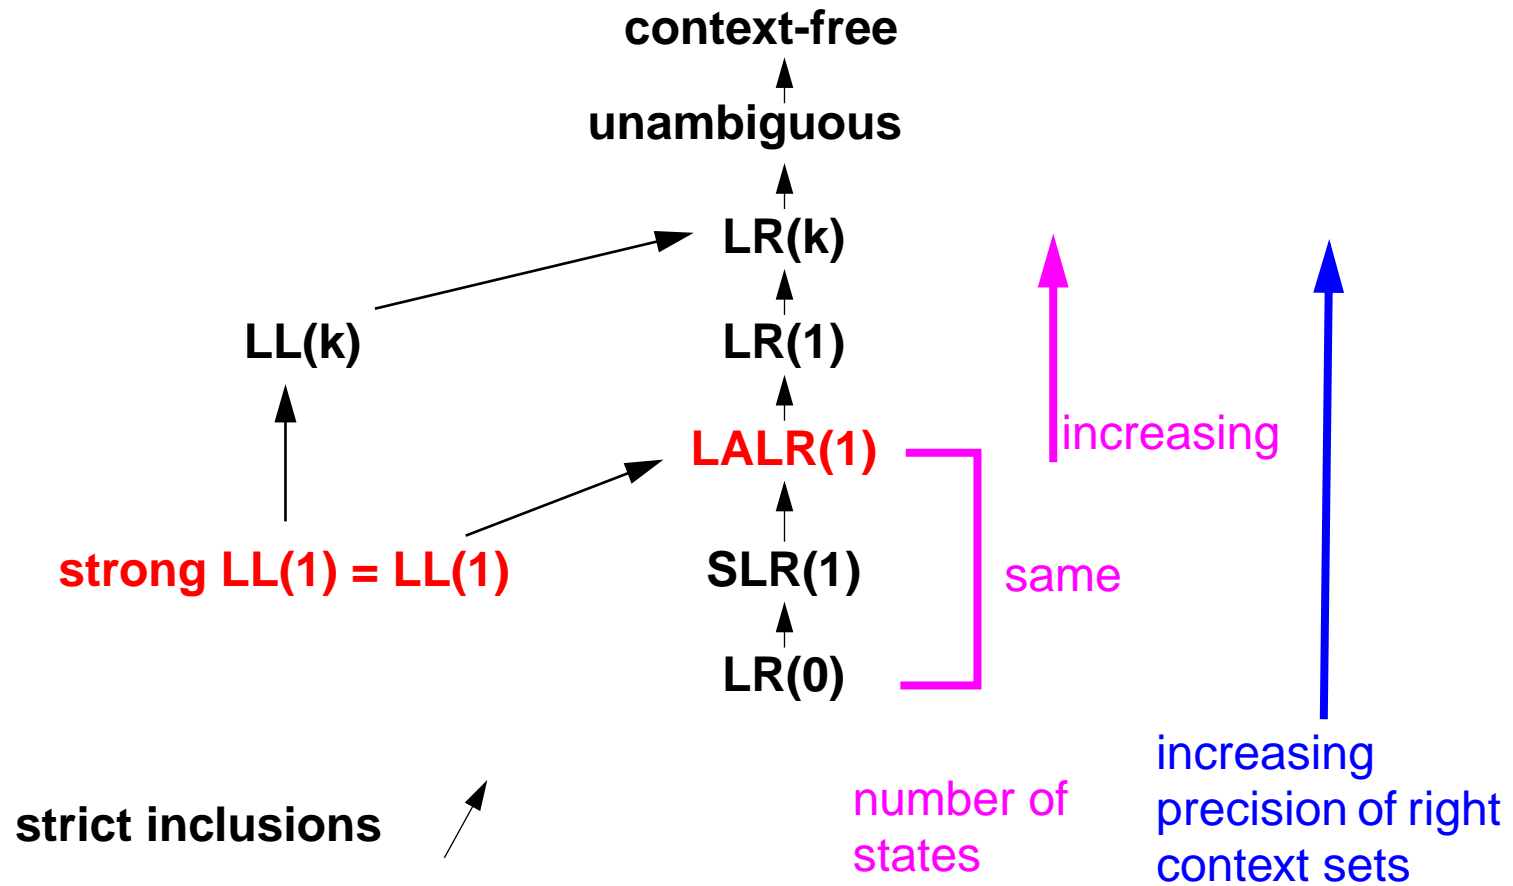 context-free
unambiguous
LR(k)
LL(k)
LR(1)
increasing
LALR(1)
strong LL(1) = LL(1)
SLR(1)
same
LR(0)
strict inclusions
number of
states
increasing
precision of right
context sets